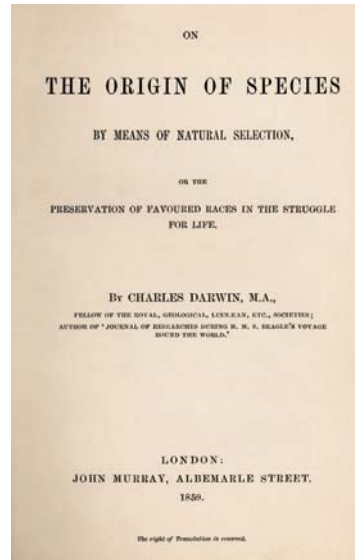 ON
THE ORIGIN OF SPECIES
BY MEANS OF NATURAL SELECTION,
OR THE
PRESERVATION OF FAVOURED RACES IN THE STRUGGLE
FOR LIFE.
BY CHARLES DARWIN, M.A.,
FELLOW OF THE ROYAL, GEOLOGICAL, LINNÆAN, ETC., SOCIETIES;
AUTHOR OF 'JOURNAL OF RESEARCHES DURING H. M. S. BEAGLE'S VOYAGE
ROUND THE WORLD.'
LONDON:
JOHN MURRAY, ALBEMARLE STREET.
1859.
The right of Translation is reserved.